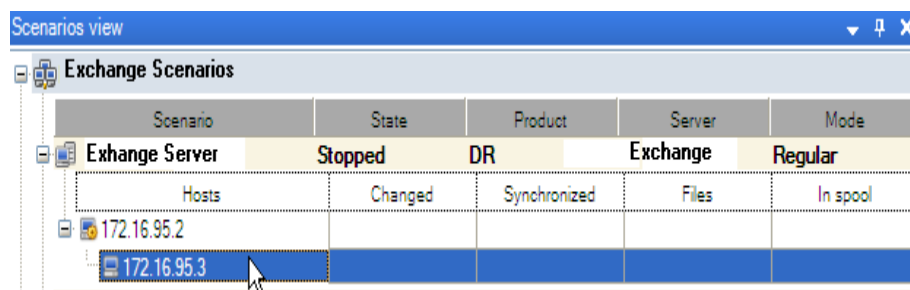 Scenarios view
Exchange Scenarios
Scenario State Product Server Mode
Exhange Server Stopped DR Exchange Regular
Hosts Changed Synchronized Files In spool
172.16.95.2
172.16.95.3